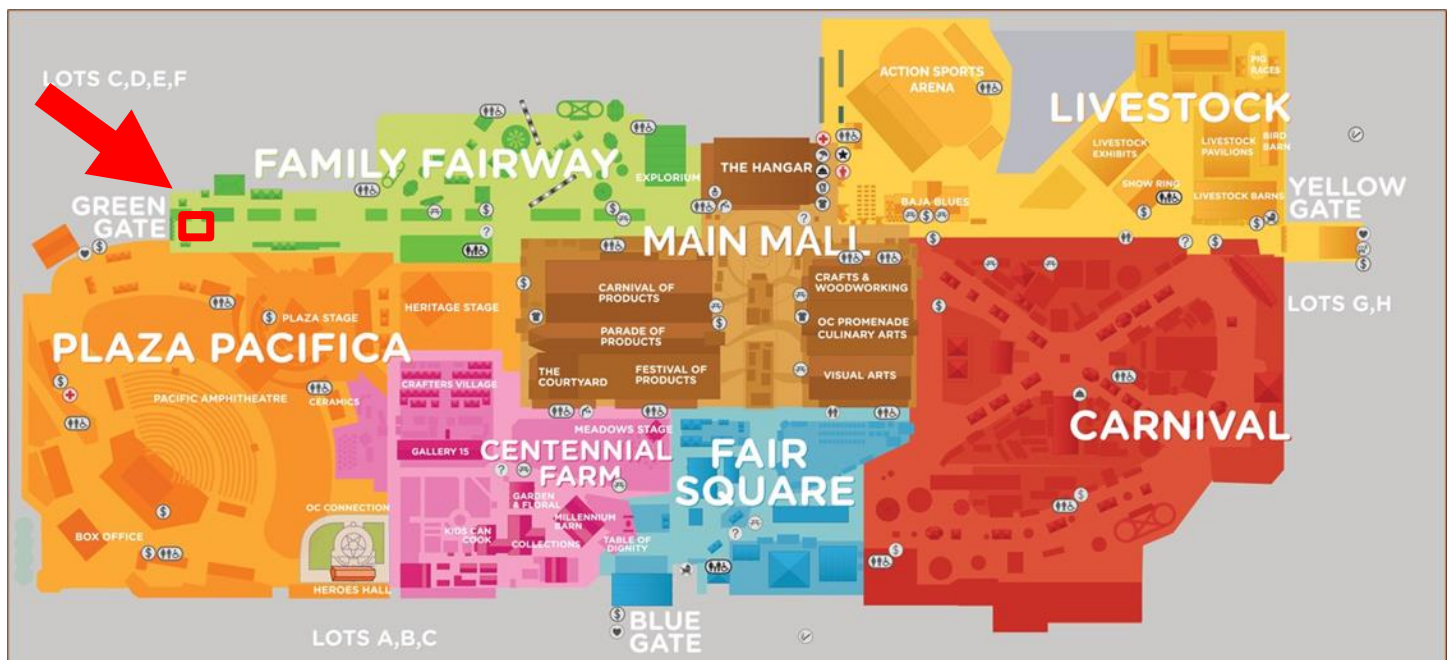 LOTS C,D,E,F
ACTION SPORTS
ARENA
PIG
RACES
LIVESTOCK
FAMILY FAIRWAY
EXPLORIUM
THE HANGAR
LIVESTOCK
EXHIBITS
LIVESTOCK
PAVILIONS
BIRD
BARN
SHOW RING
LIVESTOCK BARNS
YELLOW
GATE
GREEN
GATE
BAJA BLUES
MAIN MALL
CARNIVAL OF
PRODUCTS
CRAFTS &
WOODWORKING
LOTS G,H
HERITAGE STAGE
PLAZA STAGE
PARADE OF
PRODUCTS
OC PROMENADE
CULINARY ARTS
PLAZA PACIFICA
THE
COURTYARD
FESTIVAL OF
PRODUCTS
VISUAL ARTS
CRAFTERS VILLAGE
PACIFIC AMPHITHEATRE
CERAMICS
CARNIVAL
MEADOWS STAGE
GALLERY 15
CENTENNIAL
FARM
FAIR
SQUARE
GARDEN
& FLORAL
OC CONNECTION
MILLENNIUM
BARN
KIDS CAN
COOK
COLLECTIONS
TABLE OF
DIGNITY
BOX OFFICE
HEROES HALL
BLUE
GATE
LOTS A,B,C